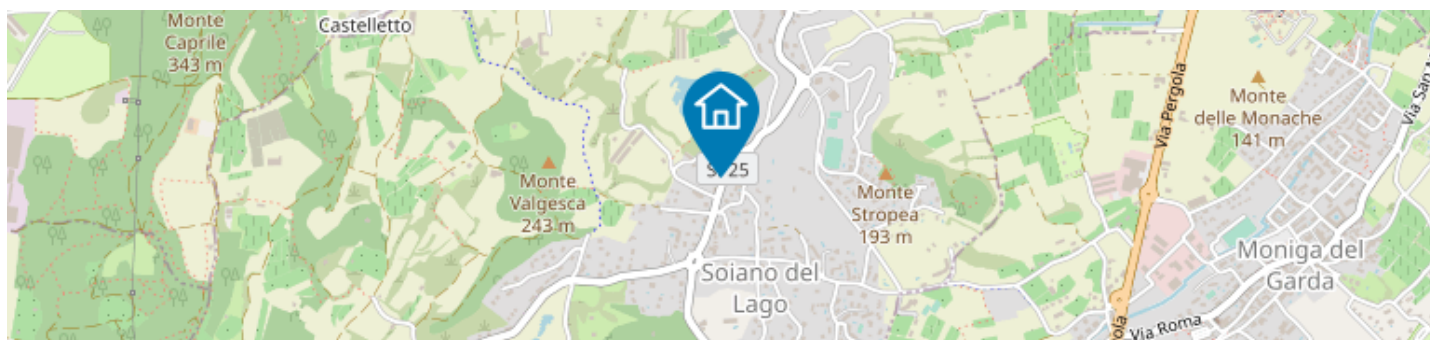 Monte
Caprile
343 m
Castelletto
Monte
Valgesca
243 m
25
Soiano del
Lago
Monte
Stropea
193 m
Via Pergola
Monte
delle Monache
141 m
Moniga del
Garda
Via Roma